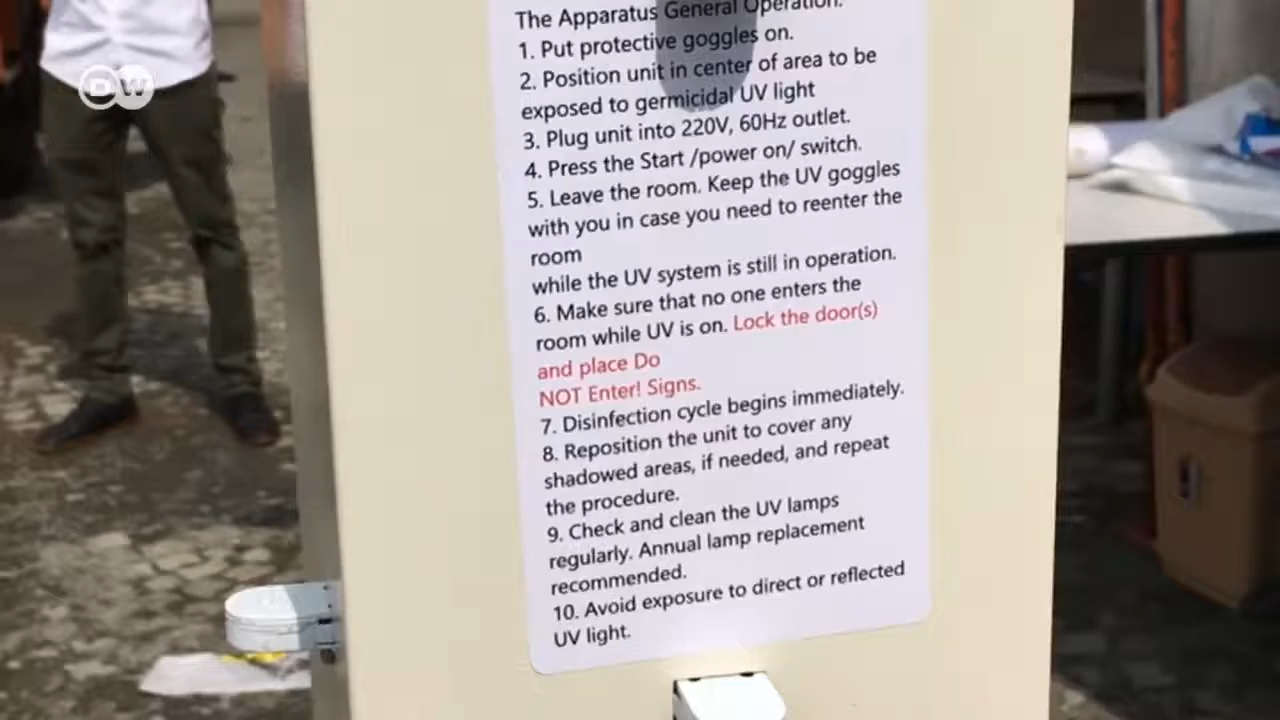 DW
The Apparatus General Operation:
1. Put protective goggles on.
2. Position unit in center of area to be
exposed to germicidal UV light
3. Plug unit into 220V, 60Hz outlet.
4. Press the Start /power on/ switch.
5. Leave the room. Keep the UV goggles
with you in case you need to reenter the
room
while the UV system is still in operation.
6. Make sure that no one enters the
room while UV is on. Lock the door(s)
and place Do
NOT Enter! Signs.
7. Disinfection cycle begins immediately.
8. Reposition the unit to cover any
shadowed areas, if needed, and repeat
the procedure.
9. Check and clean the UV lamps
regularly. Annual lamp replacement
recommended.
10. Avoid exposure to direct or reflected
UV light.